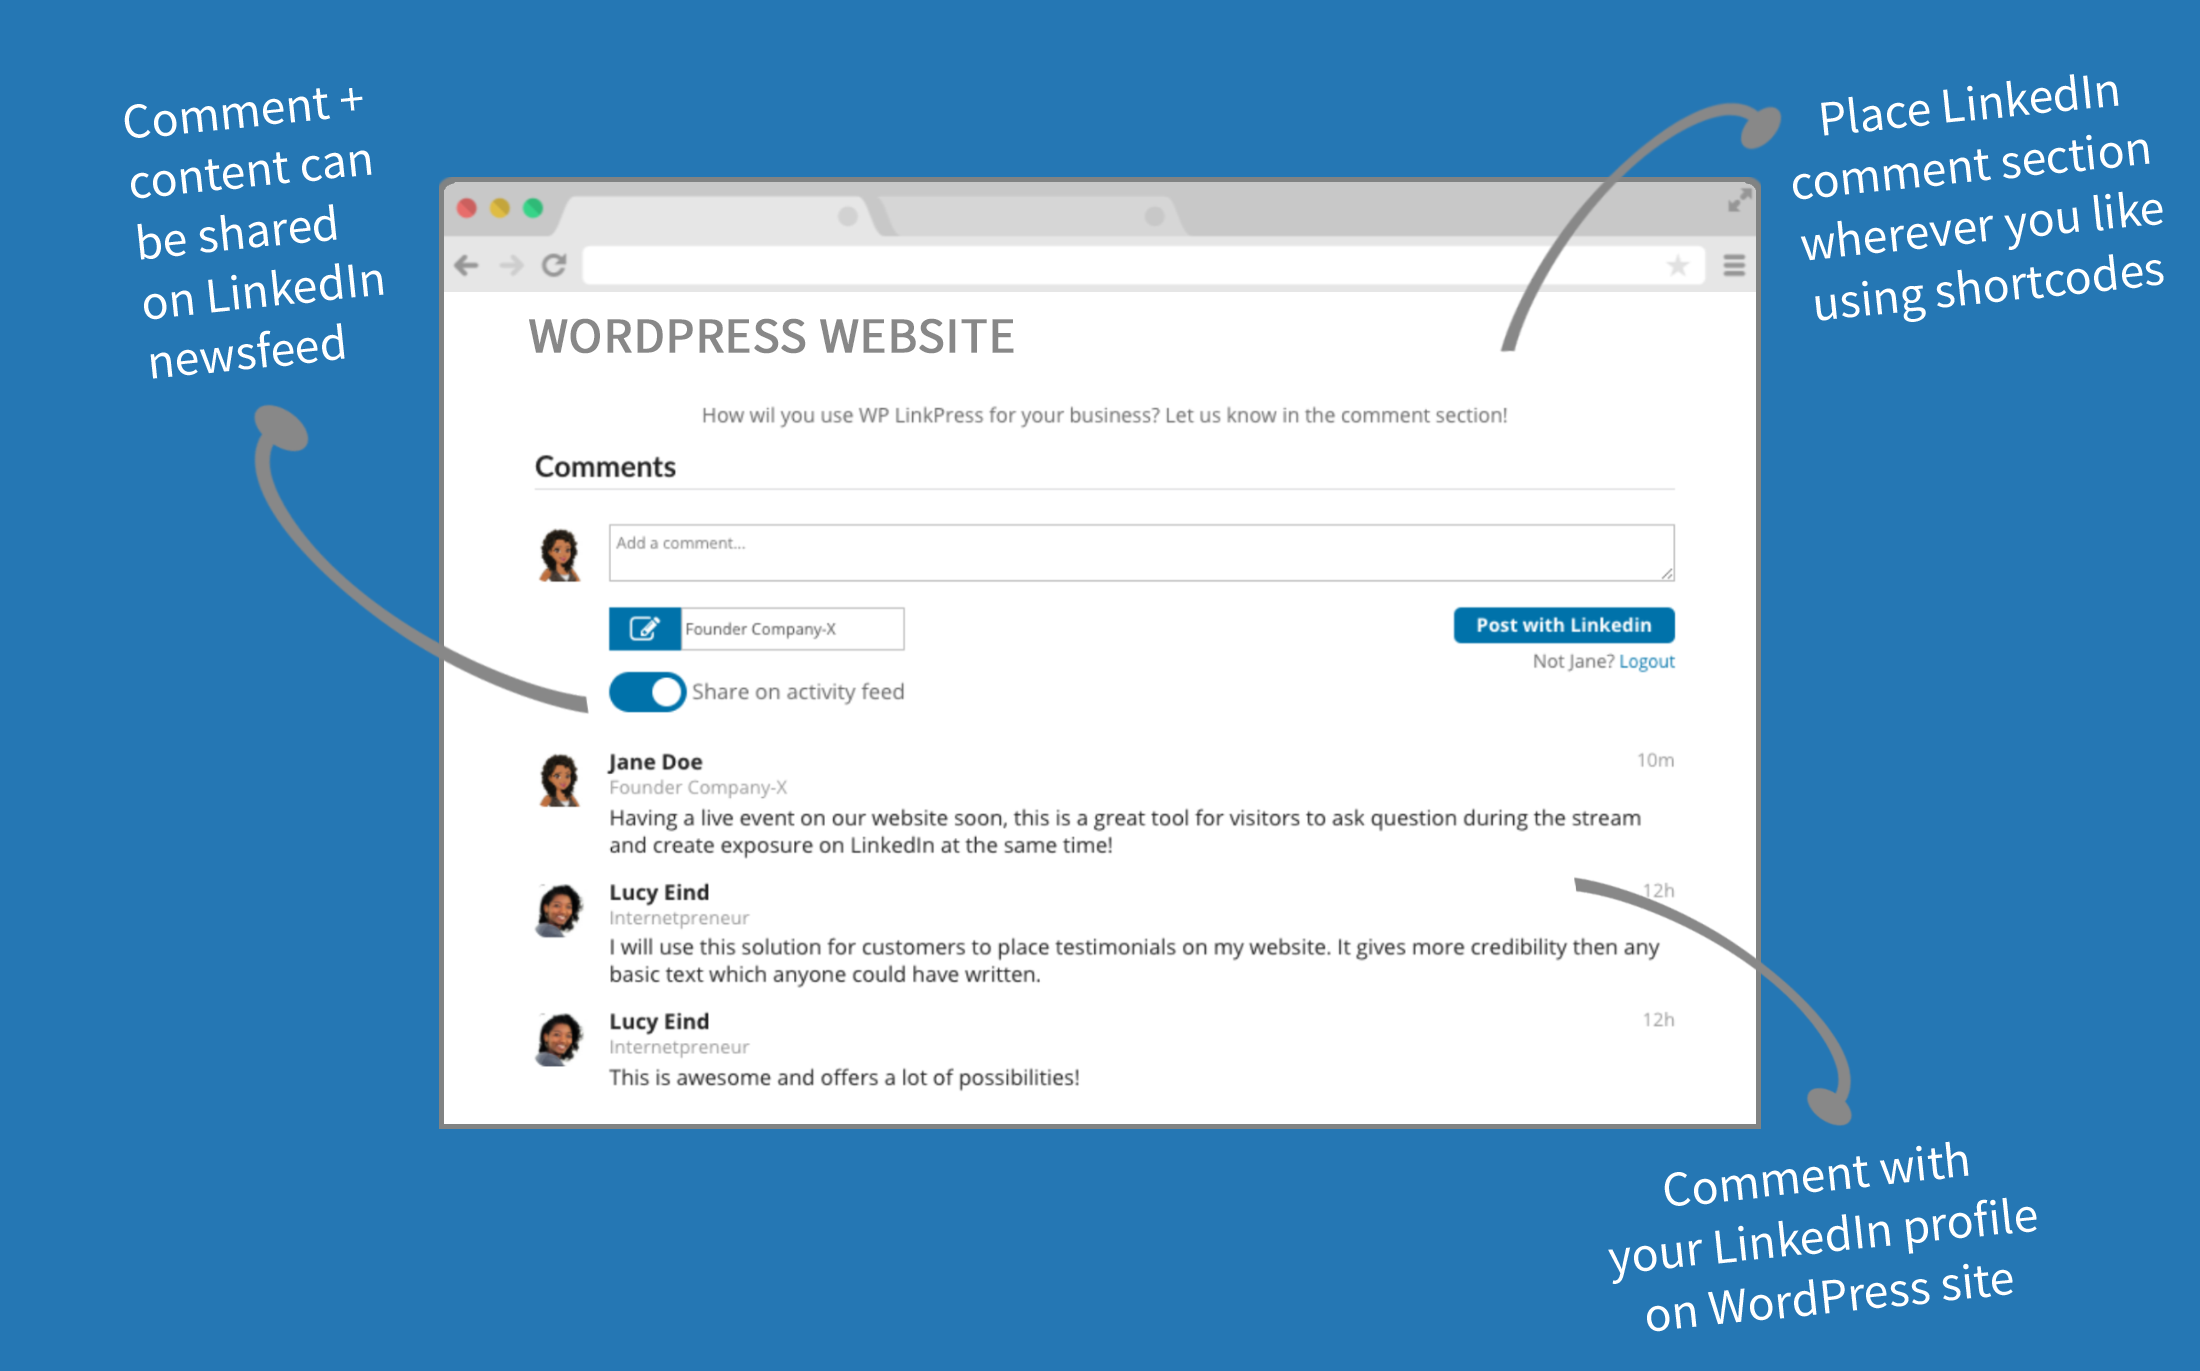 Comment +
content can
be shared
on LinkedIn
newsfeed
Place LinkedIn
comment section
wherever you like
using shortcodes
WORDPRESS WEBSITE
How wil you use WP LinkPress for your business? Let us know in the comment section!
Comments
Add a comment...
Founder Company-X
Post with Linkedin
Not Jane? Logout
Share on activity feed
Jane Doe
10m
Founder Company-X
Having a live event on our website soon, this is a great tool for visitors to ask question during the stream
and create exposure on LinkedIn at the same time!
Lucy Eind
12h
Internetpreneur
I will use this solution for customers to place testimonials on my website. It gives more credibility then any
basic text which anyone could have written.
Lucy Eind
12h
Internetpreneur
This is awesome and offers a lot of possibilities!
Comment with
your LinkedIn profile
on WordPress site